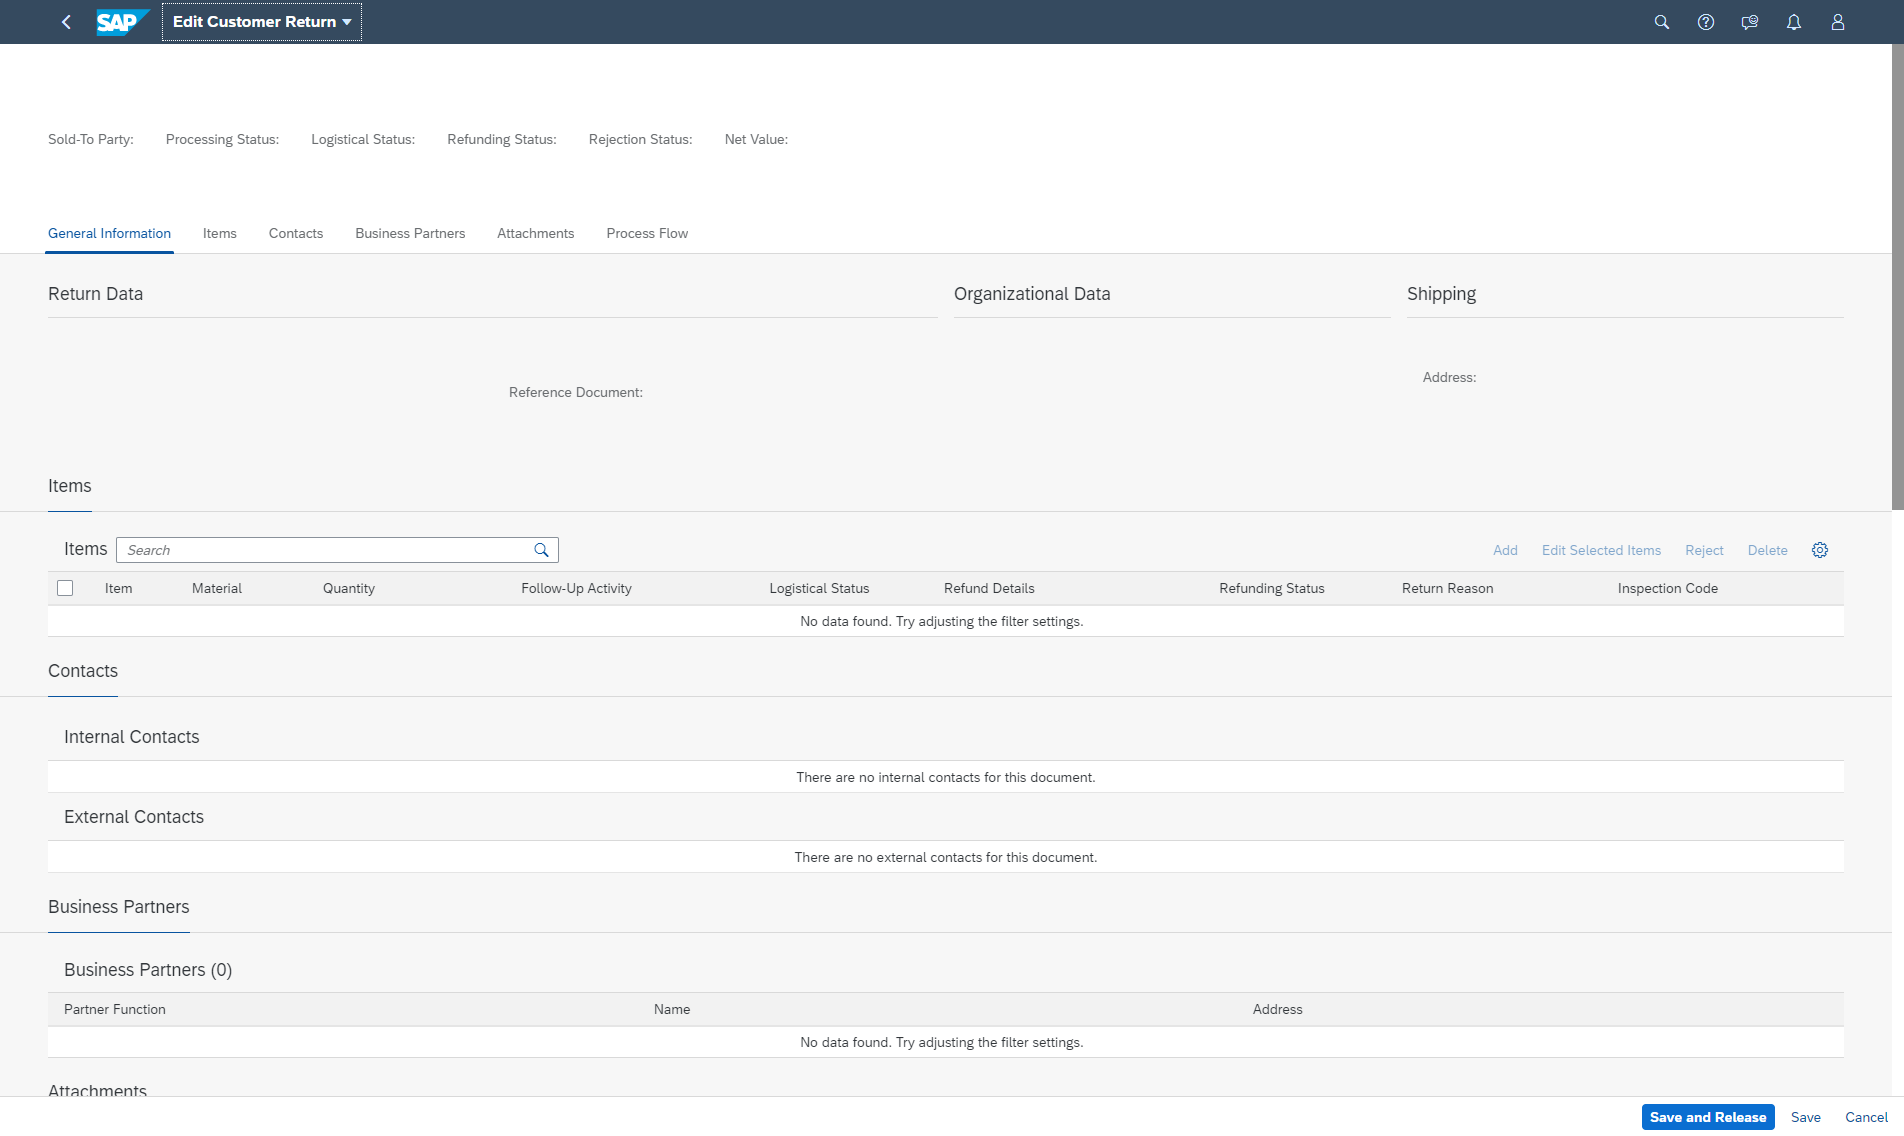 SAP Edit Customer Return
Sold-To Party: Processing Status: Logistical Status: Refunding Status: Rejection Status: Net Value:
General Information Items Contacts Business Partners Attachments Process Flow
Return Data Organizational Data Shipping
Address:
Reference Document:
Items
Items Search Add Edit Selected Items Reject Delete
Item Material Quantity Follow-Up Activity Logistical Status Refund Details Refunding Status Return Reason Inspection Code
No data found. Try adjusting the filter settings.
Contacts
Internal Contacts
There are no internal contacts for this document.
External Contacts
There are no external contacts for this document.
Business Partners
Business Partners (0)
Partner Function Name Address
No data found. Try adjusting the filter settings.
Attachments
Save and Release Save Cancel